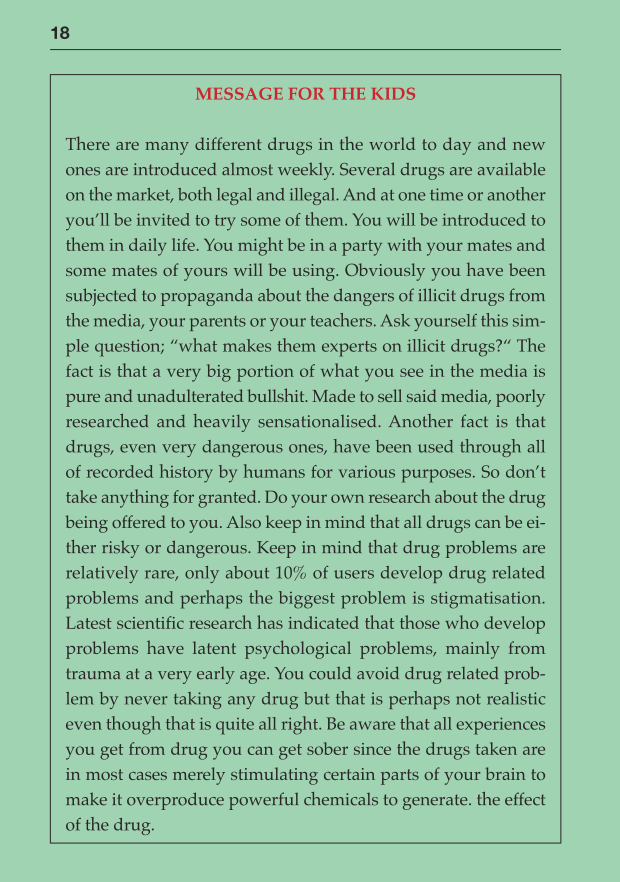 18
MESSAGE FOR THE KIDS
There are many different drugs in the world to day and new
ones are introduced almost weekly. Several drugs are available
on the market, both legal and illegal. And at one time or another
you’ll be invited to try some of them. You will be introduced to
them in daily life. You might be in a party with your mates and
some mates of yours will be using. Obviously you have been
subjected to propaganda about the dangers of illicit drugs from
the media, your parents or your teachers. Ask yourself this sim-
ple question; “what makes them experts on illicit drugs?“ The
fact is that a very big portion of what you see in the media is
pure and unadulterated bullshit. Made to sell said media, poorly
researched and heavily sensationalised. Another fact is that
drugs, even very dangerous ones, have been used through all
of recorded history by humans for various purposes. So don’t
take anything for granted. Do your own research about the drug
being offered to you. Also keep in mind that all drugs can be ei-
ther risky or dangerous. Keep in mind that drug problems are
relatively rare, only about 10% of users develop drug related
problems and perhaps the biggest problem is stigmatisation.
Latest scientific research has indicated that those who develop
problems have latent psychological problems, mainly from
trauma at a very early age. You could avoid drug related prob-
lem by never taking any drug but that is perhaps not realistic
even though that is quite all right. Be aware that all experiences
you get from drug you can get sober since the drugs taken are
in most cases merely stimulating certain parts of your brain to
make it overproduce powerful chemicals to generate. the effect
of the drug.